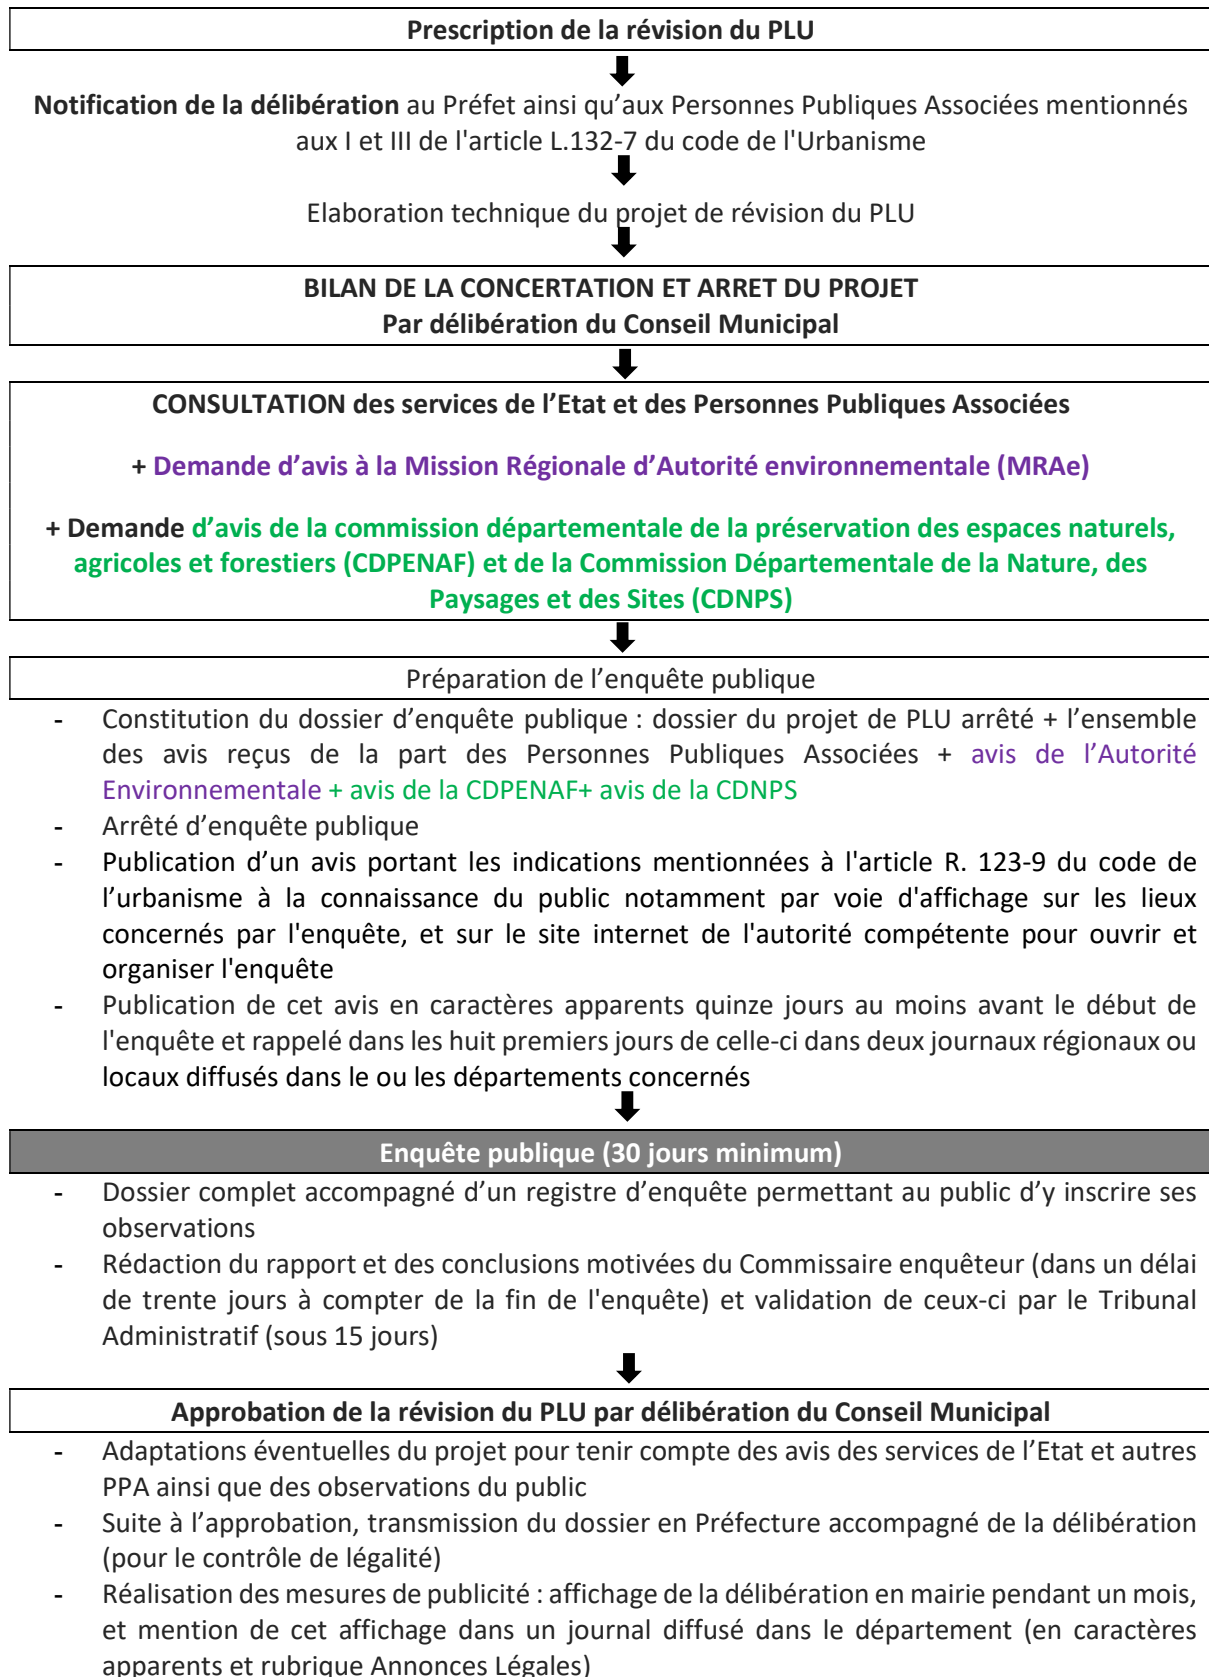 Prescription de la révision du PLU
Notification de la délibération au Préfet ainsi qu’aux Personnes Publiques Associées mentionnés
aux I et III de l'article L.132-7 du code de l'Urbanisme
Elaboration technique du projet de révision du PLU
BILAN DE LA CONCERTATION ET ARRET DU PROJET
Par délibération du Conseil Municipal
CONSULTATION des services de l’Etat et des Personnes Publiques Associées
+ Demande d’avis à la Mission Régionale d’Autorité environnementale (MRAe)
+ Demande d’avis de la commission départementale de la préservation des espaces naturels,
agricoles et forestiers (CDPENAF) et de la Commission Départementale de la Nature, des
Paysages et des Sites (CDNPS)
Préparation de l’enquête publique
- Constitution du dossier d’enquête publique : dossier du projet de PLU arrêté + l’ensemble
des avis reçus de la part des Personnes Publiques Associées + avis de l’Autorité
Environnementale + avis de la CDPENAF+ avis de la CDNPS
- Arrêté d’enquête publique
- Publication d’un avis portant les indications mentionnées à l'article R. 123-9 du code de
l’urbanisme à la connaissance du public notamment par voie d'affichage sur les lieux
concernés par l'enquête, et sur le site internet de l'autorité compétente pour ouvrir et
organiser l'enquête
- Publication de cet avis en caractères apparents quinze jours au moins avant le début de
l'enquête et rappelé dans les huit premiers jours de celle-ci dans deux journaux régionaux ou
locaux diffusés dans le ou les départements concernés
Enquête publique (30 jours minimum)
- Dossier complet accompagné d’un registre d’enquête permettant au public d’y inscrire ses
observations
- Rédaction du rapport et des conclusions motivées du Commissaire enquêteur (dans un délai
de trente jours à compter de la fin de l'enquête) et validation de ceux-ci par le Tribunal
Administratif (sous 15 jours)
Approbation de la révision du PLU par délibération du Conseil Municipal
- Adaptations éventuelles du projet pour tenir compte des avis des services de l’Etat et autres
PPA ainsi que des observations du public
- Suite à l’approbation, transmission du dossier en Préfecture accompagné de la délibération
(pour le contrôle de légalité)
- Réalisation des mesures de publicité : affichage de la délibération en mairie pendant un mois,
et mention de cet affichage dans un journal diffusé dans le département (en caractères
apparents et rubrique Annonces Légales)